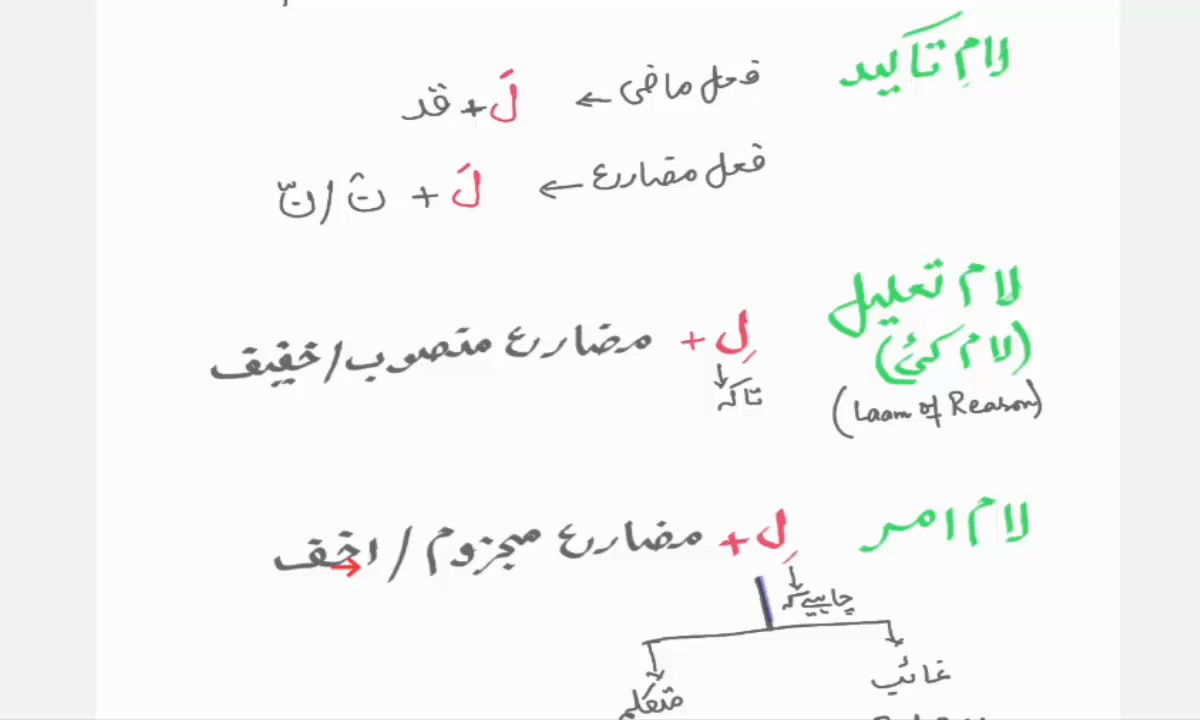 لامِ تاکید
فعل ماضی ← لَ + قد
فعل مضارع ← لَ + نْ / نّ
لام تعلیل
(لام کَیْ)
(Laam of Reason)
لِ + مضارع منصوب / خفیف
تاکہ
لام امر
لِ + مضارع مجزوم / اخف
چاہیے کہ
غائب
متکلم